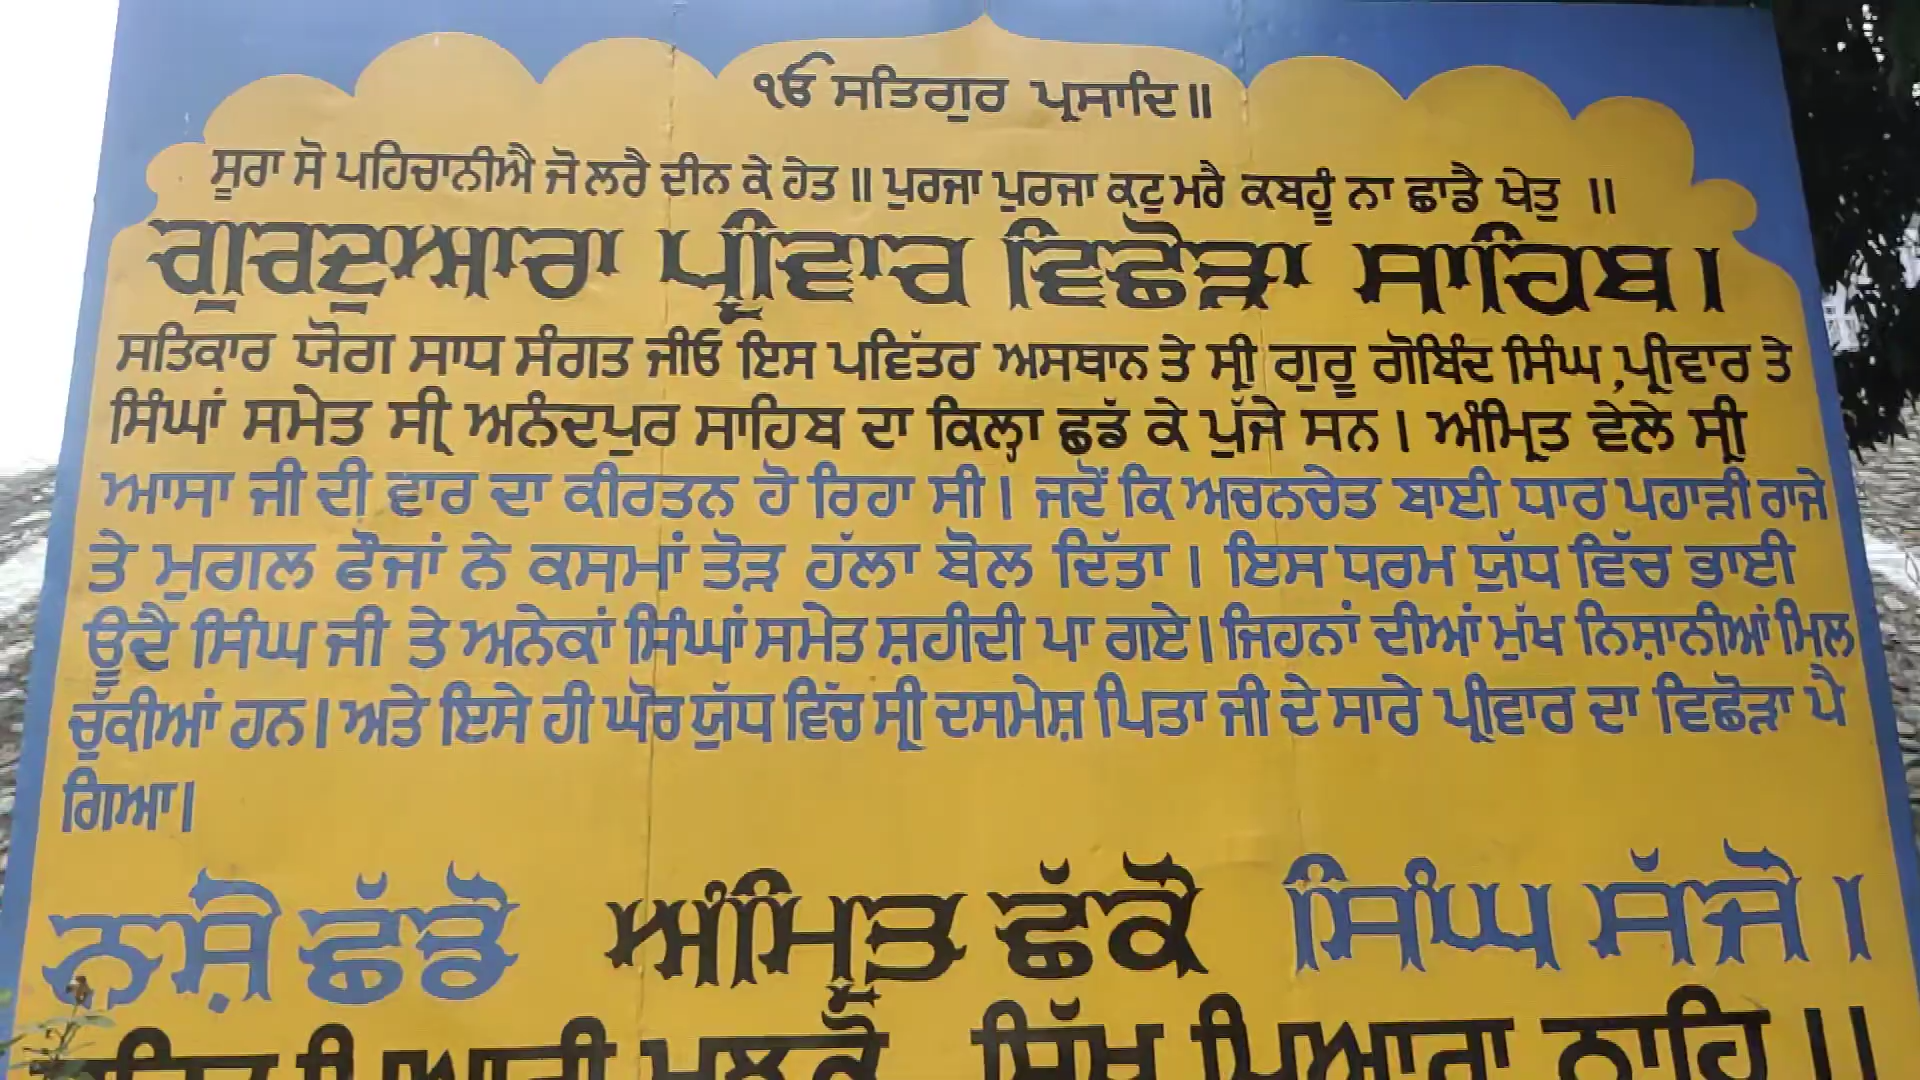 ੴ ਸਤਿਗੁਰ ਪ੍ਰਸਾਦਿ॥
ਸੂਰਾ ਸੋ ਪਹਿਚਾਨੀਐ ਜੋ ਲਰੈ ਦੀਨ ਕੇ ਹੇਤ॥ ਪੁਰਜਾ ਪੁਰਜਾ ਕਟੁ ਮਰੈ ਕਬਹੂੰ ਨਾ ਛਾਡੈ ਖੇਤੁ ॥
ਗੁਰਦੁਆਰਾ ਪ੍ਰੀਵਾਰ ਵਿਛੋੜਾ ਸਾਹਿਬ।
ਸਤਿਕਾਰ ਯੋਗ ਸਾਧ ਸੰਗਤ ਜੀਓ ਇਸ ਪਵਿੱਤਰ ਅਸਥਾਨ ਤੇ ਸ੍ਰੀ ਗੁਰੂ ਗੋਬਿੰਦ ਸਿੰਘ ,ਪ੍ਰੀਵਾਰ ਤੇ
ਸਿੰਘਾਂ ਸਮੇਤ ਸ੍ਰੀ ਅਨੰਦਪੁਰ ਸਾਹਿਬ ਦਾ ਕਿਲ੍ਹਾ ਛਡੱ ਕੇ ਪੁੱਜੇ ਸਨ। ਅੰਮ੍ਰਿਤ ਵੇਲੇ ਸ੍ਰੀ
ਆਸਾ ਜੀ ਦੀ ਵਾਰ ਦਾ ਕੀਰਤਨ ਹੋ ਰਿਹਾ ਸੀ। ਜਦੋਂ ਕਿ ਅਚਨਚੇਤ ਬਾਈ ਧਾਰ ਪਹਾੜੀ ਰਾਜੇ
ਤੇ ਮੁਗਲ ਫੌਜਾਂ ਨੇ ਕਸਮਾਂ ਤੋੜ ਹੱਲਾ ਬੋਲ ਦਿੱਤਾ। ਇਸ ਧਰਮ ਯੁੱਧ ਵਿੱਚ ਭਾਈ
ਊਦੈ ਸਿੰਘ ਜੀ ਤੇ ਅਨੇਕਾਂ ਸਿੰਘਾਂ ਸਮੇਤ ਸ਼ਹੀਦੀ ਪਾ ਗਏ। ਜਿਹਨਾਂ ਦੀਆਂ ਮੁੱਖ ਨਿਸ਼ਾਨੀਆਂ ਮਿਲ
ਚੁੱਕੀਆਂ ਹਨ। ਅਤੇ ਇਸੇ ਹੀ ਘੋਰ ਯੁੱਧ ਵਿੱਚ ਸ੍ਰੀ ਦਸਮੇਸ਼ ਪਿਤਾ ਜੀ ਦੇ ਸਾਰੇ ਪ੍ਰੀਵਾਰ ਦਾ ਵਿਛੋੜਾ ਪੈ
ਗਿਆ।
ਨਸ਼ੇ ਛੱਡੋ ਅੰਮ੍ਰਿਤ ਛੱਕੋ ਸਿੰਘ ਸੱਜੋ।
ਸਿੱਖ ਪਿਆਰਾ ਨਾਹਿ॥